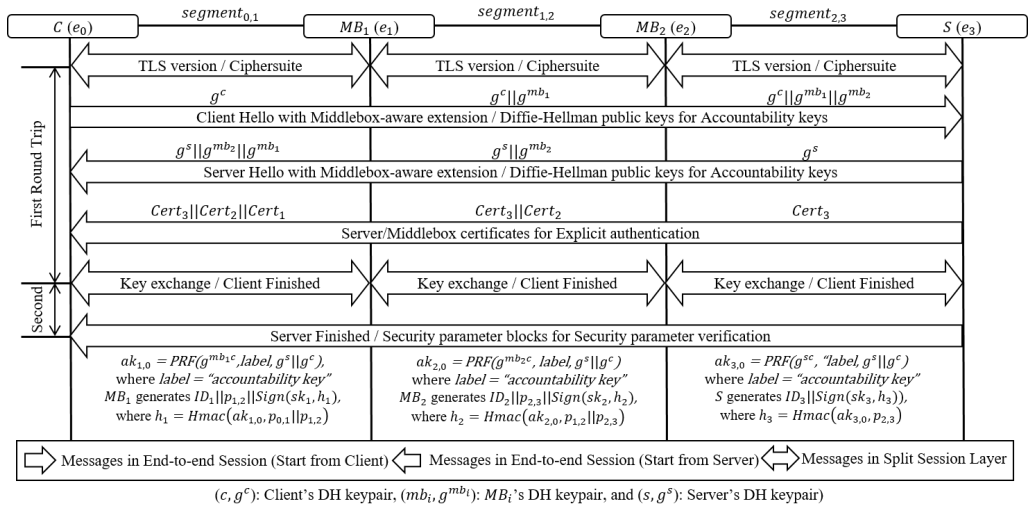 segment₀,₁ segment₁,₂ segment₂,₃
C (e₀) MB₁ (e₁) MB₂ (e₂) S (e₃)
TLS version / Ciphersuite TLS version / Ciphersuite TLS version / Ciphersuite
First Round Trip
g^c g^c||g^{mb₁} g^c||g^{mb₁}||g^{mb₂}
Client Hello with Middlebox-aware extension / Diffie-Hellman public keys for Accountability keys
g^s||g^{mb₂}||g^{mb₁} g^s||g^{mb₂} g^s
Server Hello with Middlebox-aware extension / Diffie-Hellman public keys for Accountability keys
Cert₃||Cert₂||Cert₁ Cert₃||Cert₂ Cert₃
Server/Middlebox certificates for Explicit authentication
Key exchange / Client Finished Key exchange / Client Finished Key exchange / Client Finished
Second
Server Finished / Security parameter blocks for Security parameter verification
ak₁,₀ = PRF(g^{mb₁c},label, g^s||g^c),
where label = “accountability key”
MB₁ generates ID₁||p₁,₂||Sign(sk₁, h₁),
where h₁ = Hmac(ak₁,₀, p₀,₁||p₁,₂)
ak₂,₀ = PRF(g^{mb₂c}, label, g^s||g^c)
where label = “accountability key”
MB₂ generates ID₂||p₂,₃||Sign(sk₂, h₂),
where h₂ = Hmac(ak₂,₀, p₁,₂||p₂,₃)
ak₃,₀ = PRF(g^{sc}, “label, g^s||g^c)
where label = “accountability key”
S generates ID₃||Sign(sk₃, h₃)),
where h₃ = Hmac(ak₃,₀, p₂,₃)
Messages in End-to-end Session (Start from Client) Messages in End-to-end Session (Start from Server) Messages in Split Session Layer
(c, g^c): Client’s DH keypair, (mbᵢ, g^{mbᵢ}): MBᵢ’s DH keypair, and (s, g^s): Server’s DH keypair)